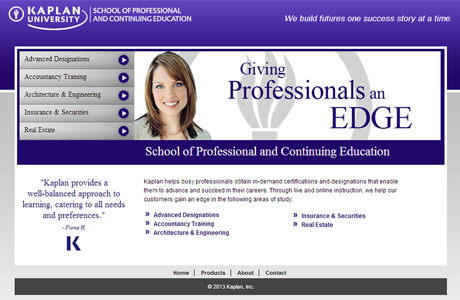 KAPLAN UNIVERSITY
SCHOOL OF PROFESSIONAL
AND CONTINUING EDUCATION
We build futures one success story at a time.
Advanced Designations
Accountancy Training
Architecture & Engineering
Insurance & Securities
Real Estate
Giving
Professionals an
EDGE
School of Professional and Continuing Education
"Kaplan provides a
well-balanced approach to
learning, catering to all needs
and preferences."
- Fiona H.
K
Kaplan helps busy professionals obtain in-demand certifications and designations that enable
them to advance and succeed in their careers. Through live and online instruction, we help our
customers gain an edge in the following areas of study:
» Advanced Designations
» Accountancy Training
» Architecture & Engineering
» Insurance & Securities
» Real Estate
Home | Products | About | Contact
© 2013 Kaplan, Inc.